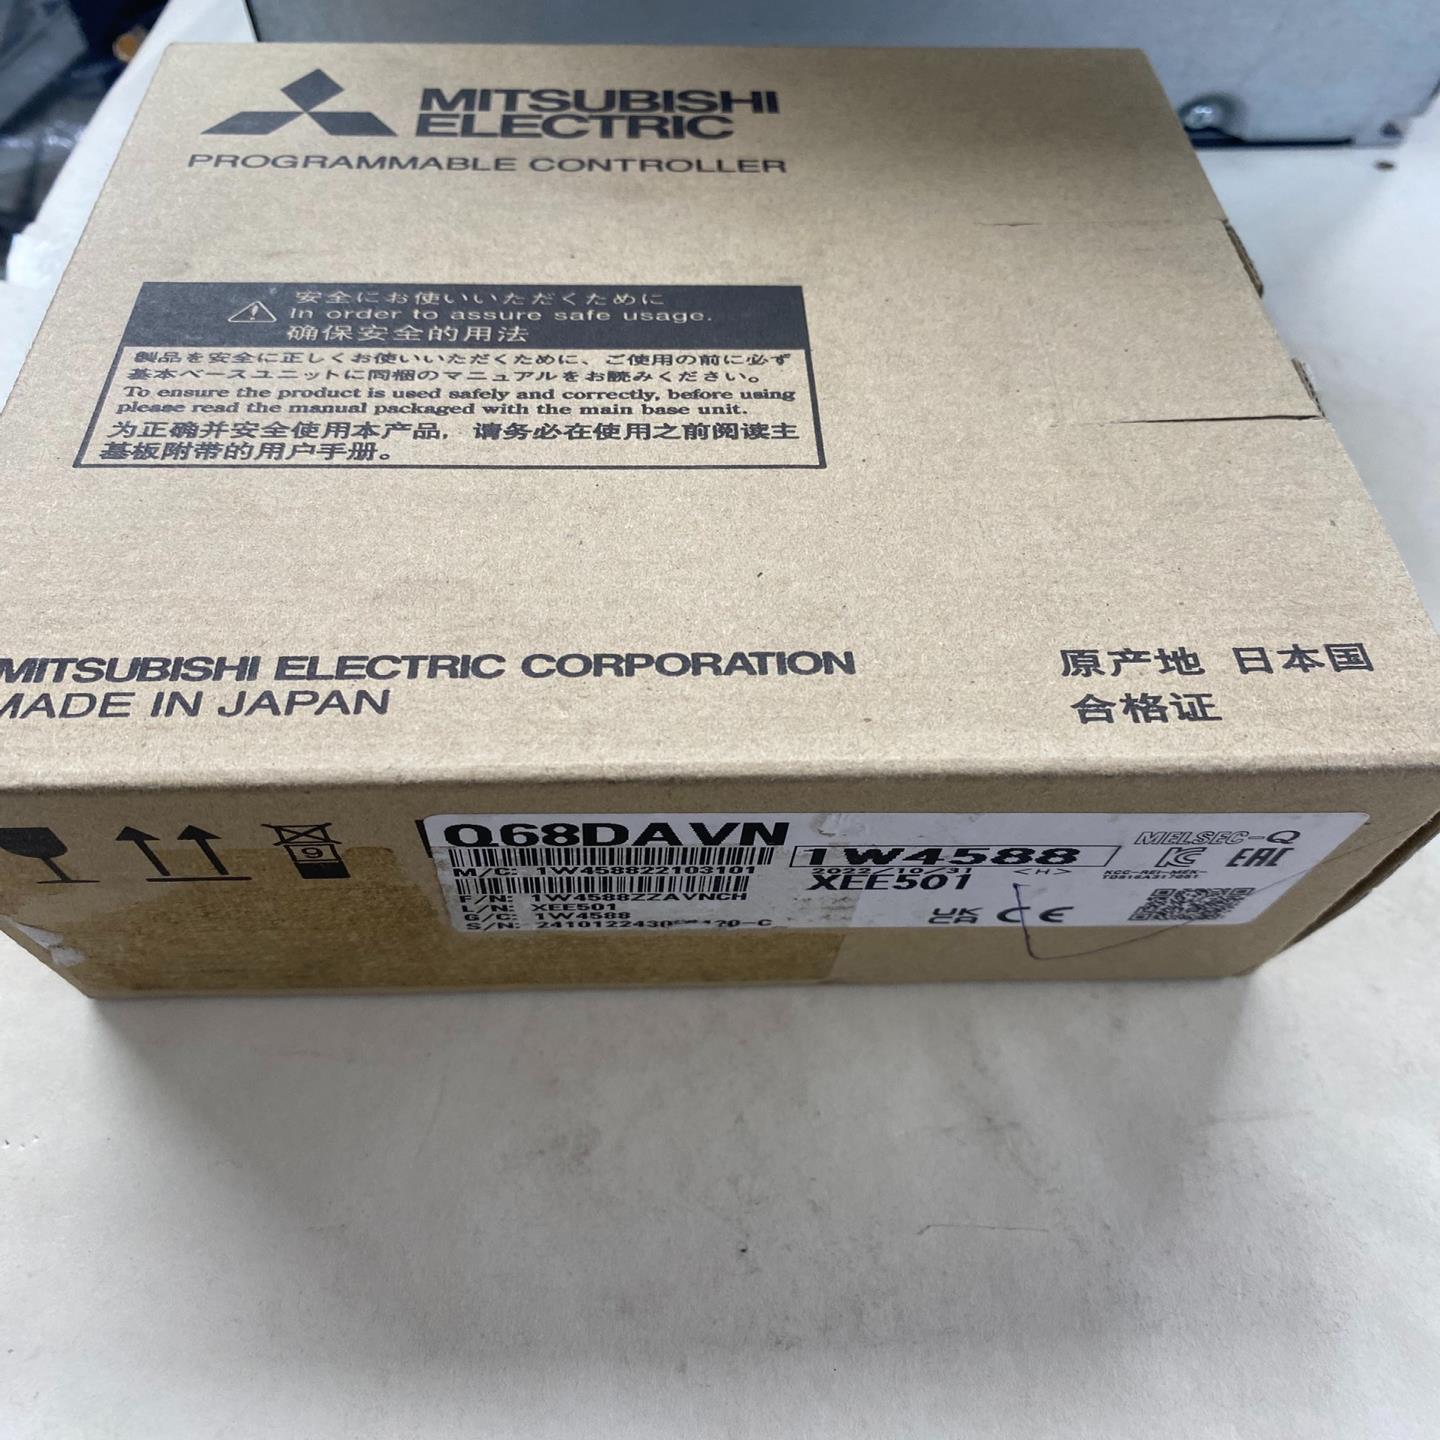 MITSUBISHI
ELECTRIC
PROGRAMMABLE CONTROLLER
安全にお使いいただくために
In order to assure safe usage.
确保安全的用法
製品を安全に正しくお使いいただくために、ご使用の前に必ず
基本ベースユニットに同梱のマニュアルをお読みください。
To ensure the product is used safely and correctly, before using
please read the manual packaged with the main base unit.
为正确并安全使用本产品，请务必在使用之前阅读主
基板附带的用户手册。
MITSUBISHI ELECTRIC CORPORATION
MADE IN JAPAN
原产地 日本国
合格证
9
Q68DAVN
M/C: 1W458822103101
F/N: 1W4588ZZAVNCH
L/N: XEE501
G/C: 1W4588
S/N:
1W4588
2022/10/31 <H>
XEE501
MELSEC-Q
KC EAC
KCC-REI-MEK-
UK CA CE